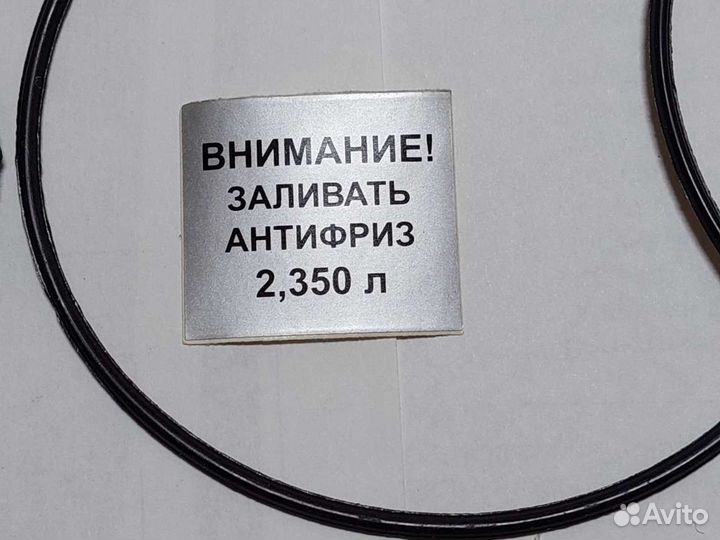 ВНИМАНИЕ!
ЗАЛИВАТЬ
АНТИФРИЗ
2,350 л
Avito